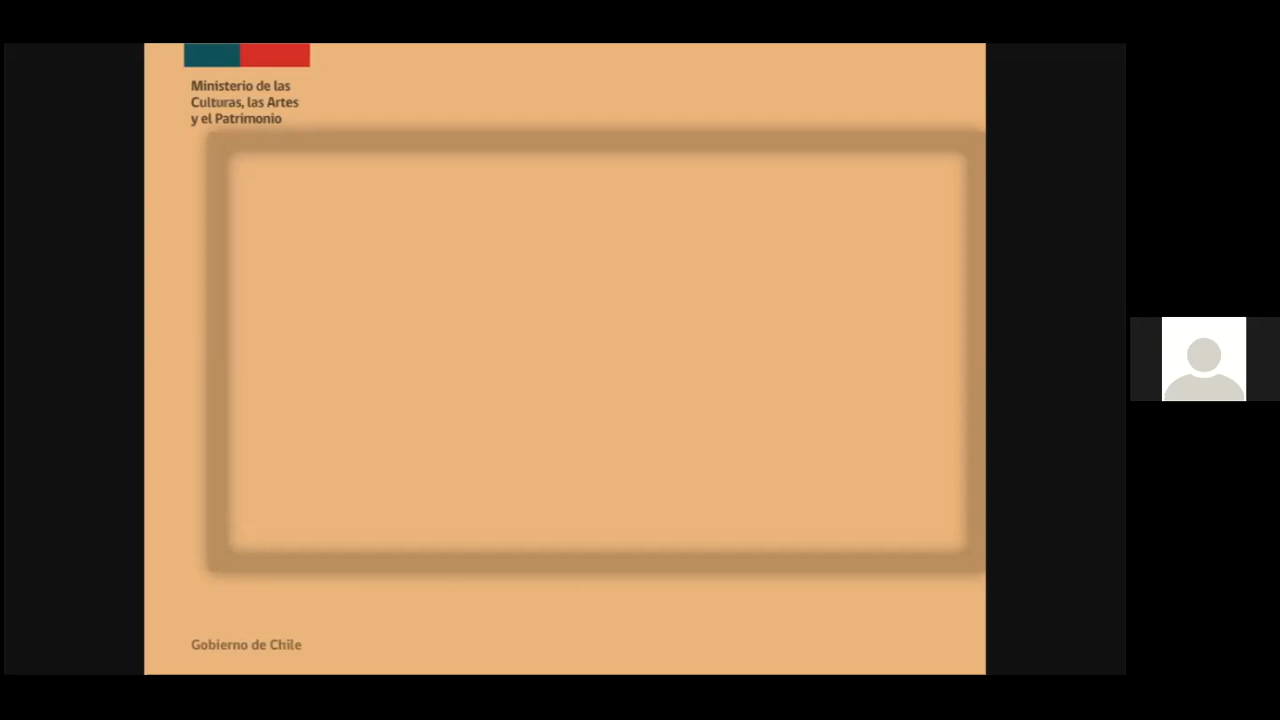 Ministerio de las
Culturas, las Artes
y el Patrimonio
Gobierno de Chile